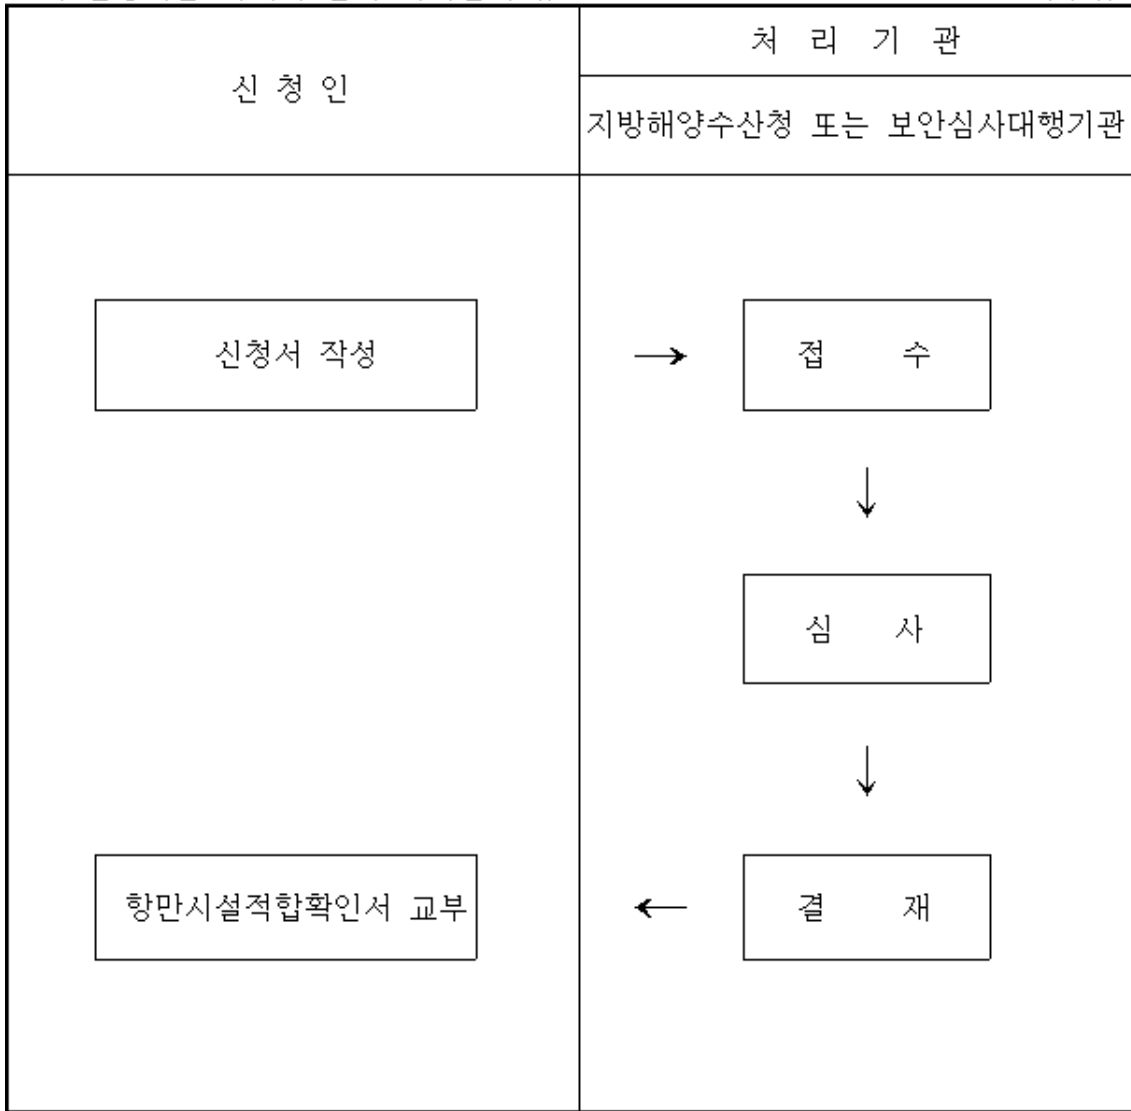 신 청 인
처 리 기 관
지방해양수산청 또는 보안심사대행기관
신청서 작성 → 접 수
↓
심 사
↓
항만시설적합확인서 교부 ← 결 재